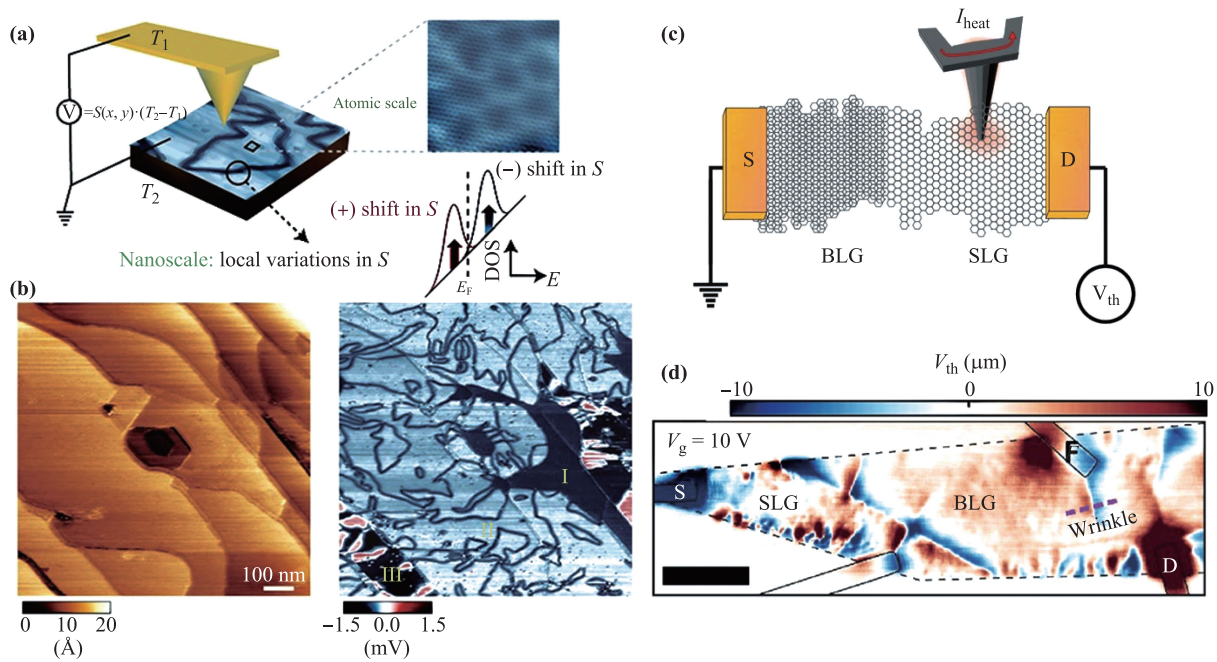 (a)
T1
V =S(x, y)·(T2−T1)
T2
Atomic scale
(−) shift in S
(+) shift in S
DOS
EF
E
Nanoscale: local variations in S
(b)
100 nm
0 10 20
(Å)
I
II
III
−1.5 0.0 1.5
(mV)
(c)
Iheat
S
D
BLG
SLG
Vth
(d)
Vth (μm)
−10 0 10
Vg = 10 V
F
S
SLG
BLG
Wrinkle
D